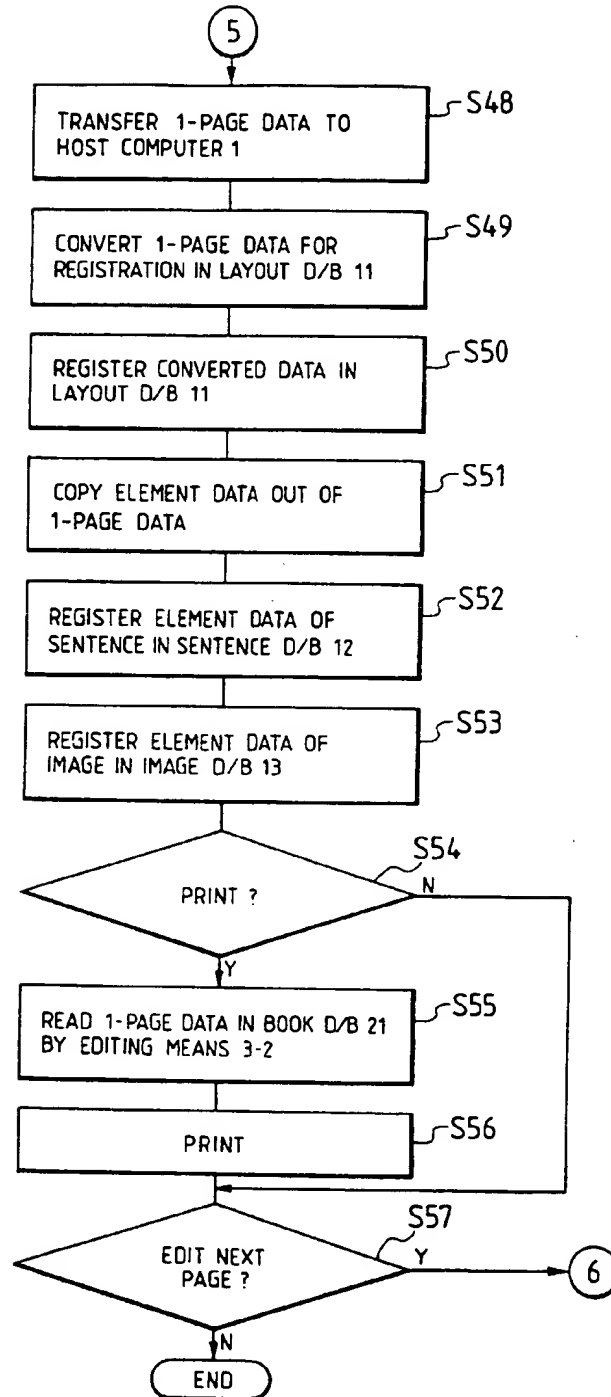 5
TRANSFER 1-PAGE DATA TO
HOST COMPUTER 1
S48
CONVERT 1-PAGE DATA FOR
REGISTRATION IN LAYOUT D/B 11
S49
REGISTER CONVERTED DATA IN
LAYOUT D/B 11
S50
COPY ELEMENT DATA OUT OF
1-PAGE DATA
S51
REGISTER ELEMENT DATA OF
SENTENCE IN SENTENCE D/B 12
S52
REGISTER ELEMENT DATA OF
IMAGE IN IMAGE D/B 13
S53
PRINT ?
S54
N
Y
READ 1-PAGE DATA IN BOOK D/B 21
BY EDITING MEANS 3-2
S55
PRINT
S56
EDIT NEXT
PAGE ?
S57
Y
6
N
END